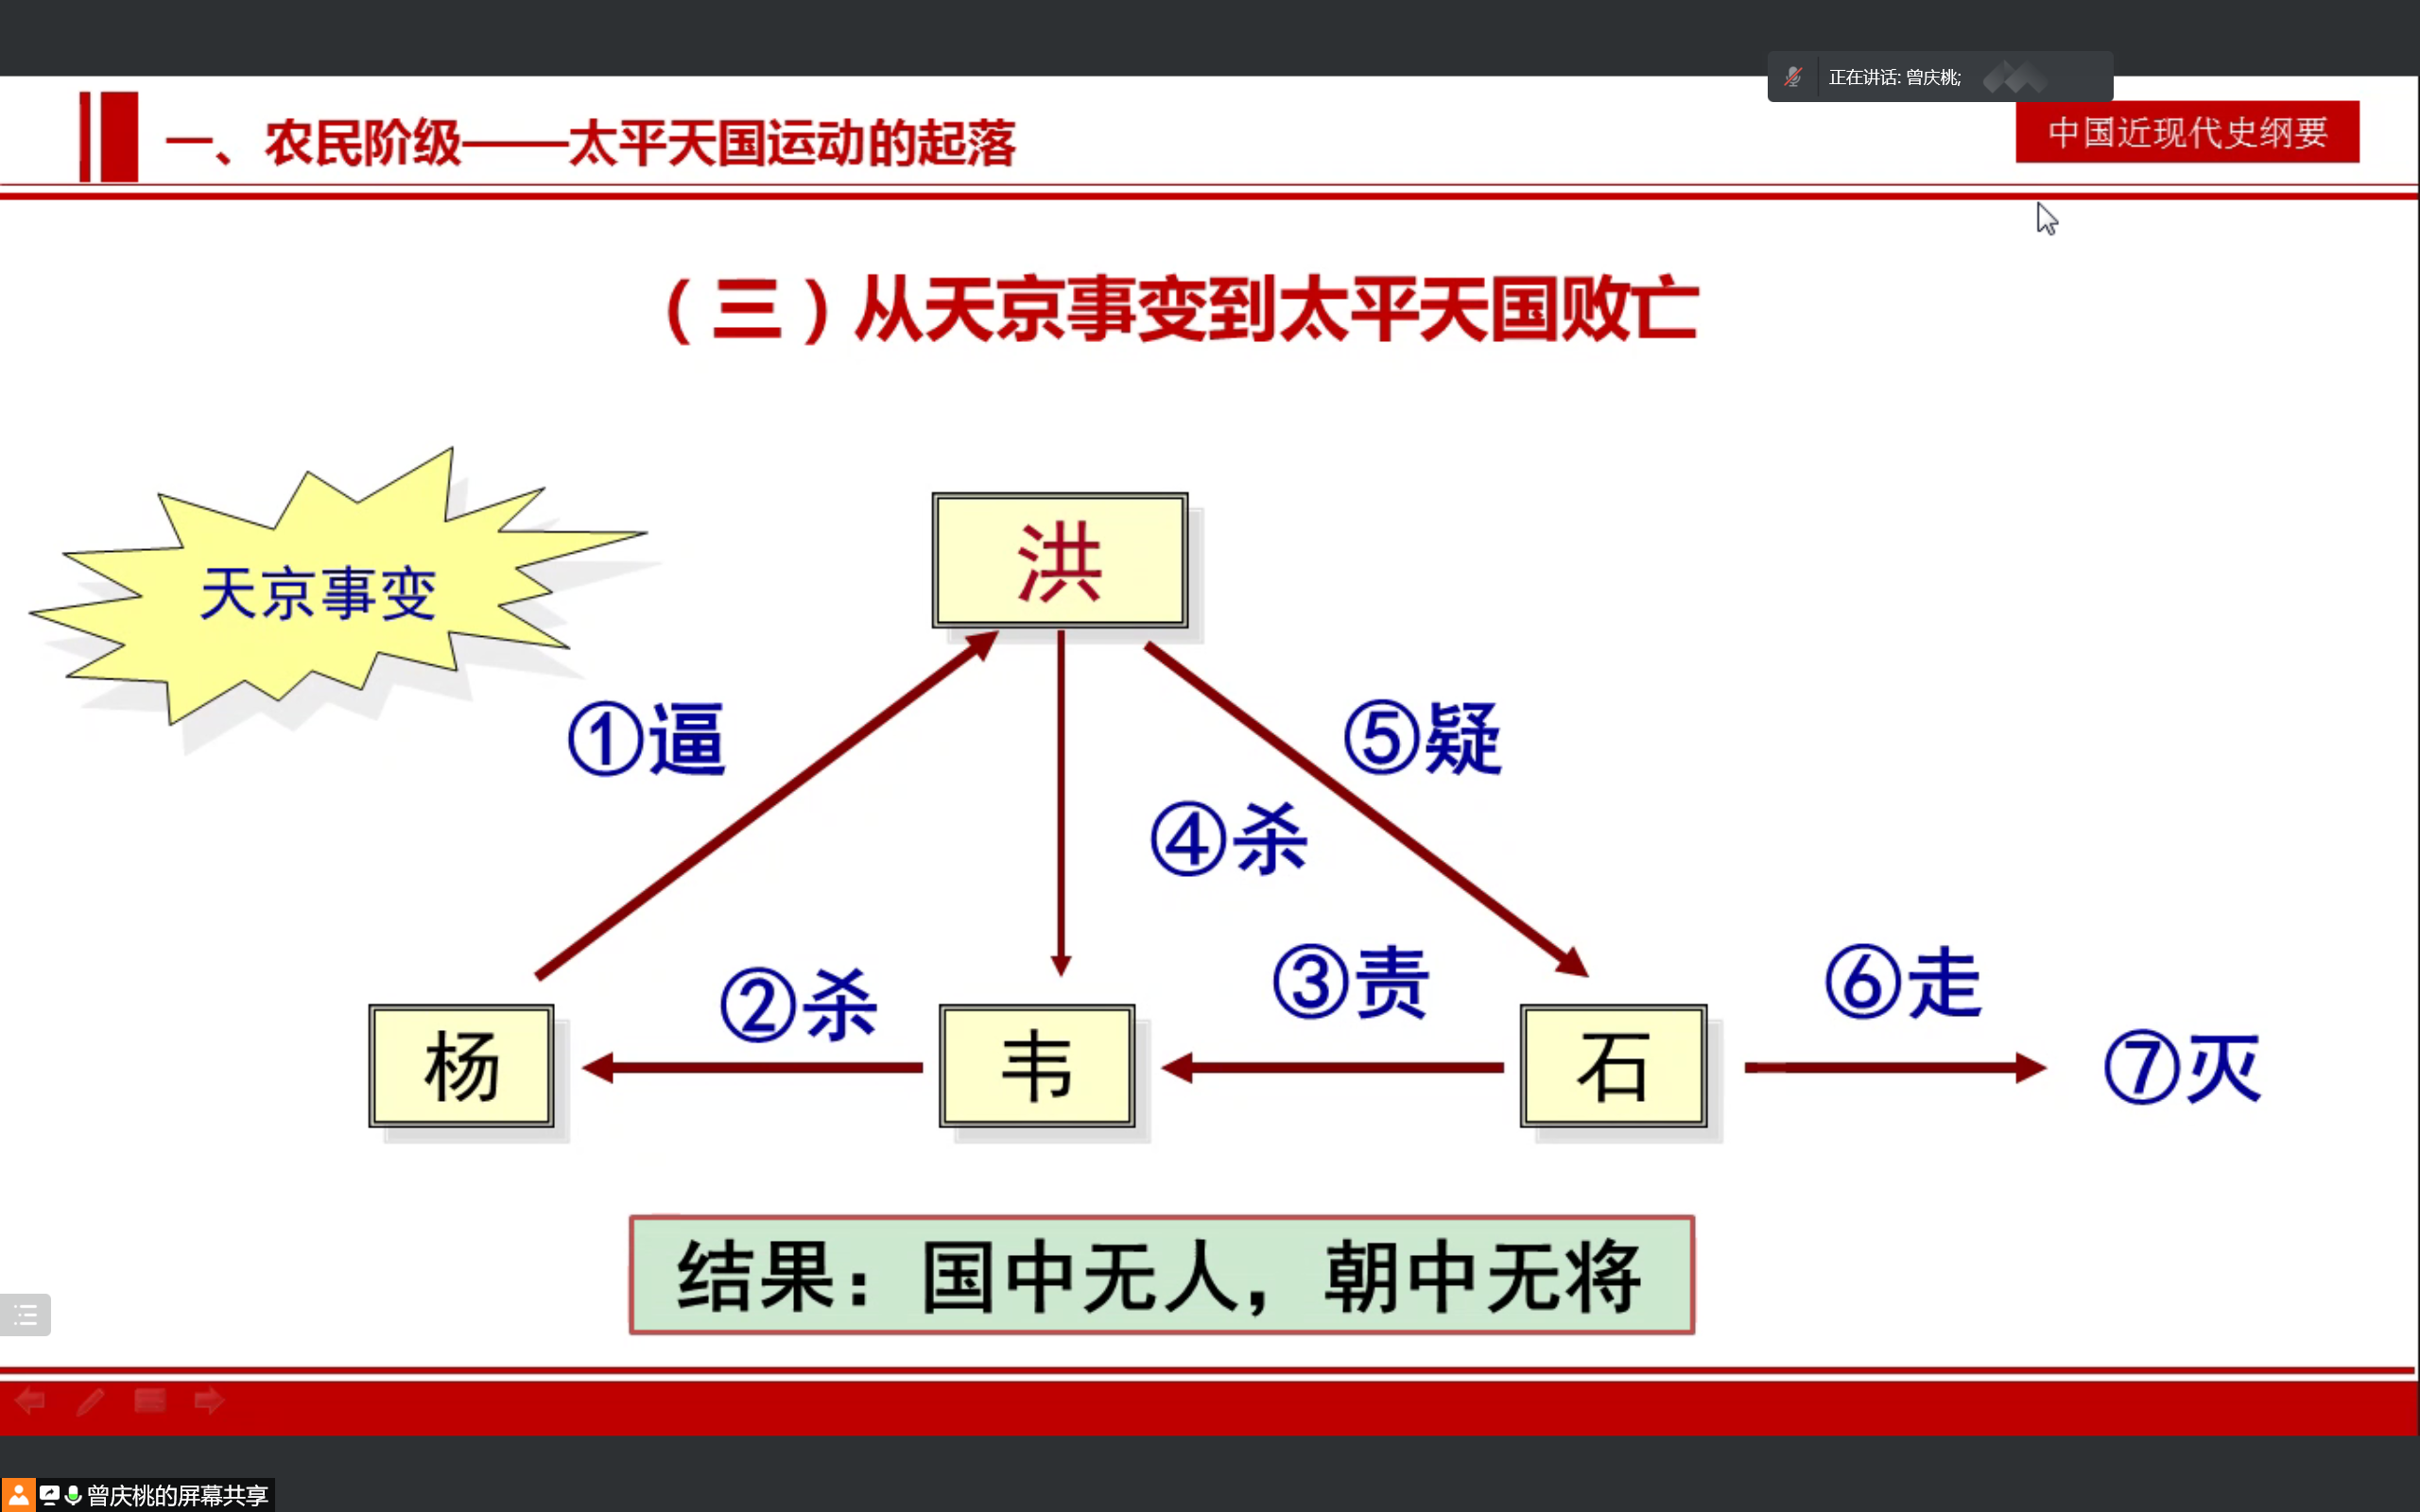 正在讲话: 曾庆桃;
一、农民阶级——太平天国运动的起落
中国近现代史纲要
（三）从天京事变到太平天国败亡
天京事变
洪
①逼
⑤疑
④杀
②杀
③责
⑥走
杨
韦
石
⑦灭
结果：国中无人，朝中无将
曾庆桃的屏幕共享